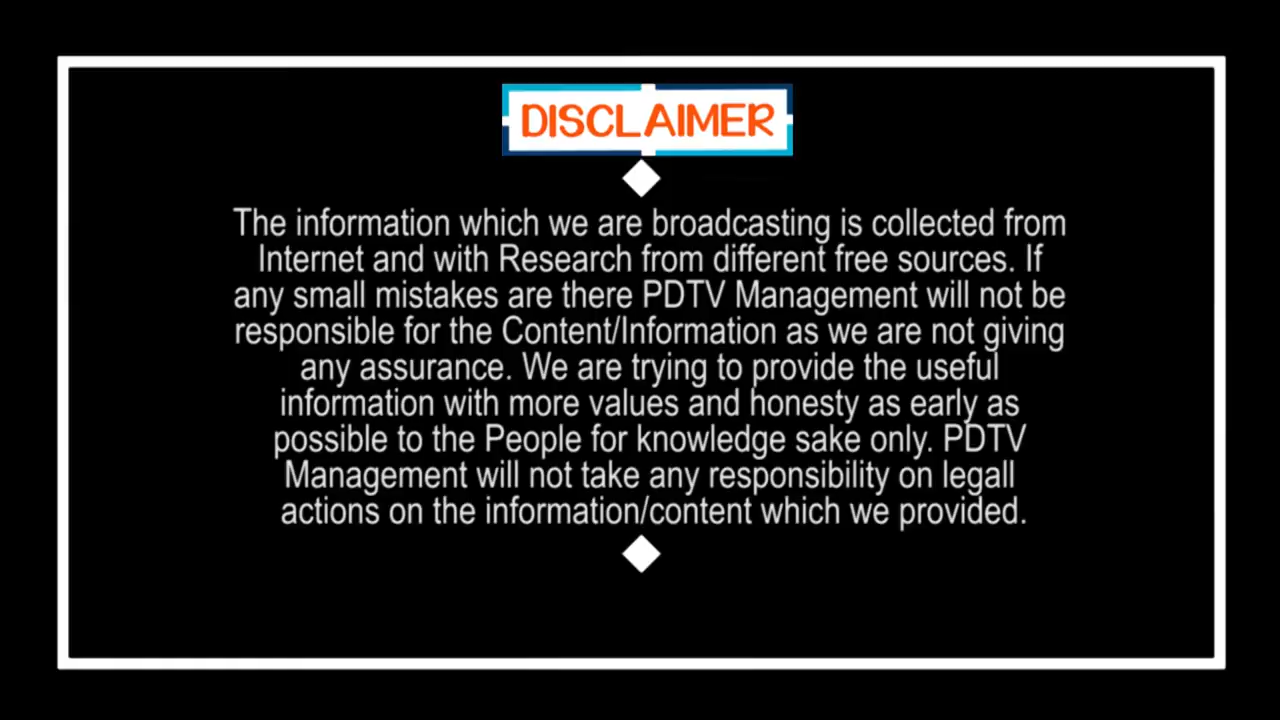 DISCLAIMER
The information which we are broadcasting is collected from
Internet and with Research from different free sources. If
any small mistakes are there PDTV Management will not be
responsible for the Content/Information as we are not giving
any assurance. We are trying to provide the useful
information with more values and honesty as early as
possible to the People for knowledge sake only. PDTV
Management will not take any responsibility on legall
actions on the information/content which we provided.